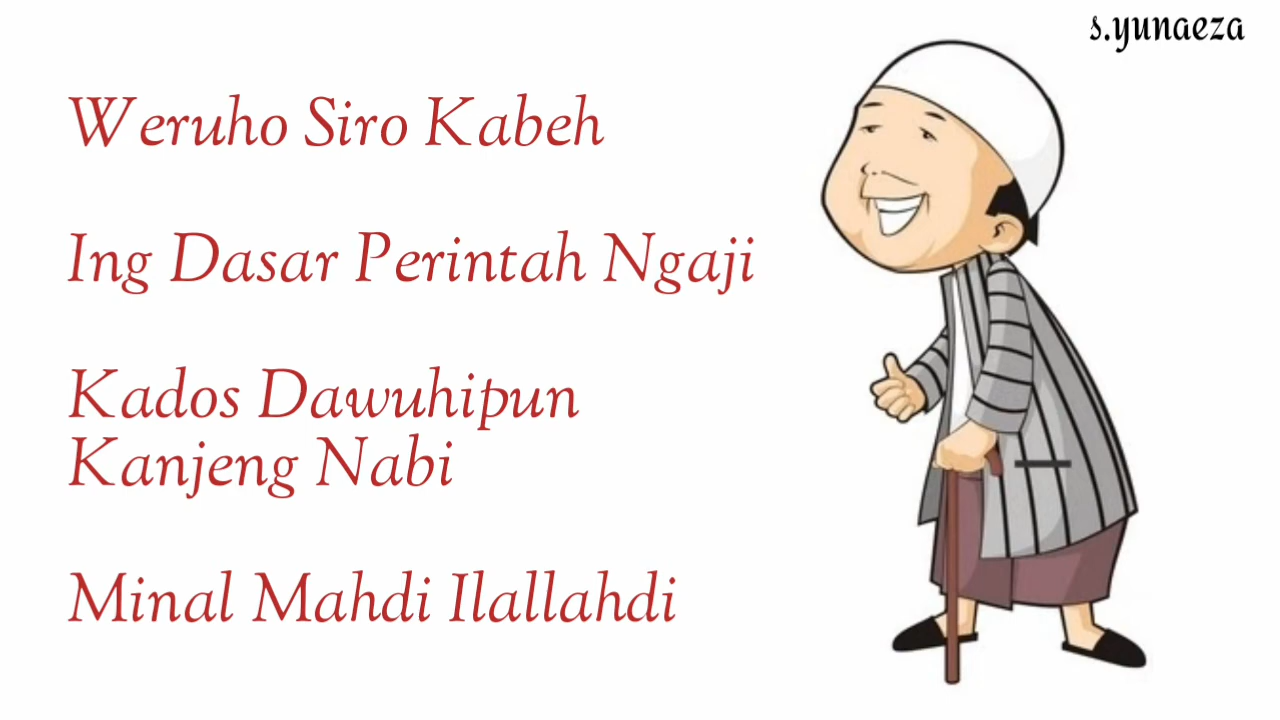 s.yunaeza
Weruho Siro Kabeh
Ing Dasar Perintah Ngaji
Kados Dawuhipun
Kanjeng Nabi
Minal Mahdi Ilallahdi